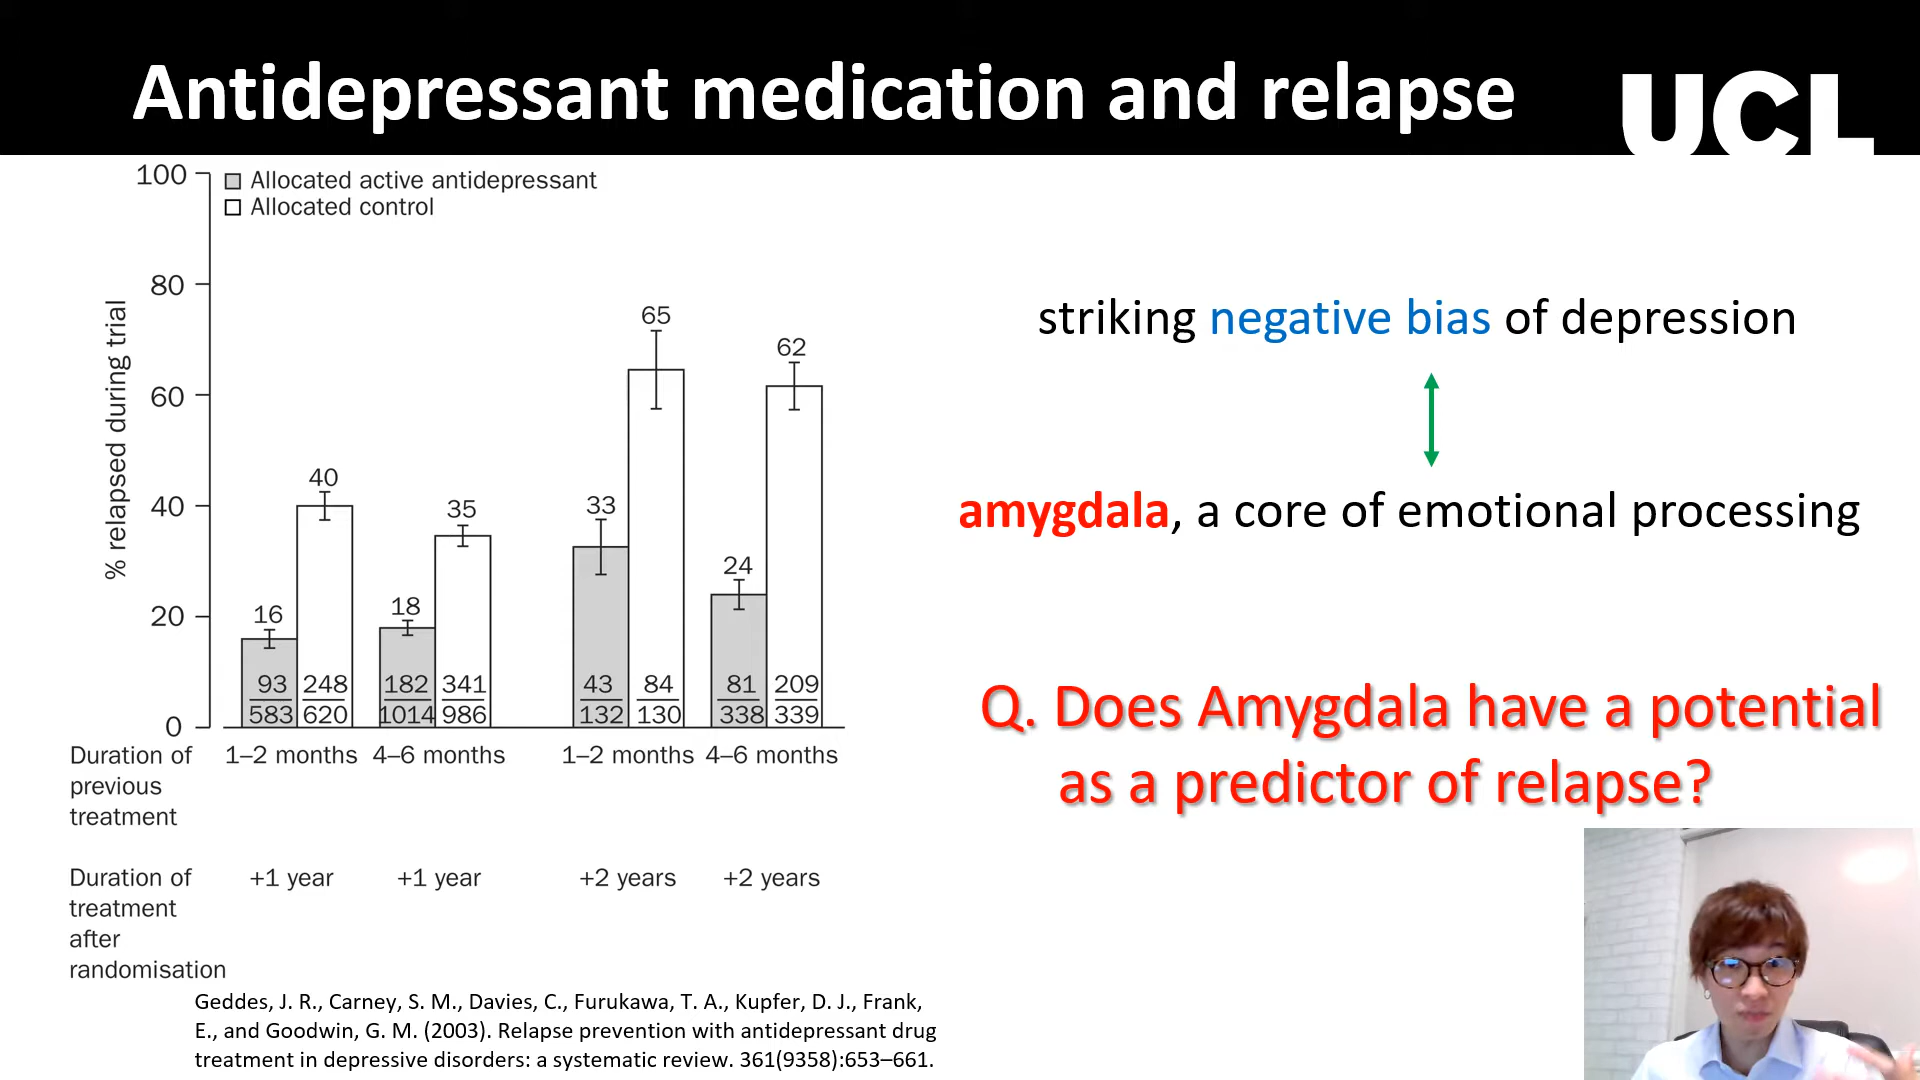 Antidepressant medication and relapse
UCL
100
80
60
40
20
0
% relapsed during trial
Allocated active antidepressant
Allocated control
16
40
18
35
33
65
24
62
93 248 182 341 43 84 81 209
583 620 1014 986 132 130 338 339
Duration of
previous
treatment
1–2 months 4–6 months 1–2 months 4–6 months
Duration of
treatment
after
randomisation
+1 year +1 year +2 years +2 years
Geddes, J. R., Carney, S. M., Davies, C., Furukawa, T. A., Kupfer, D. J., Frank,
E., and Goodwin, G. M. (2003). Relapse prevention with antidepressant drug
treatment in depressive disorders: a systematic review. 361(9358):653–661.
striking negative bias of depression
amygdala, a core of emotional processing
Q. Does Amygdala have a potential
as a predictor of relapse?